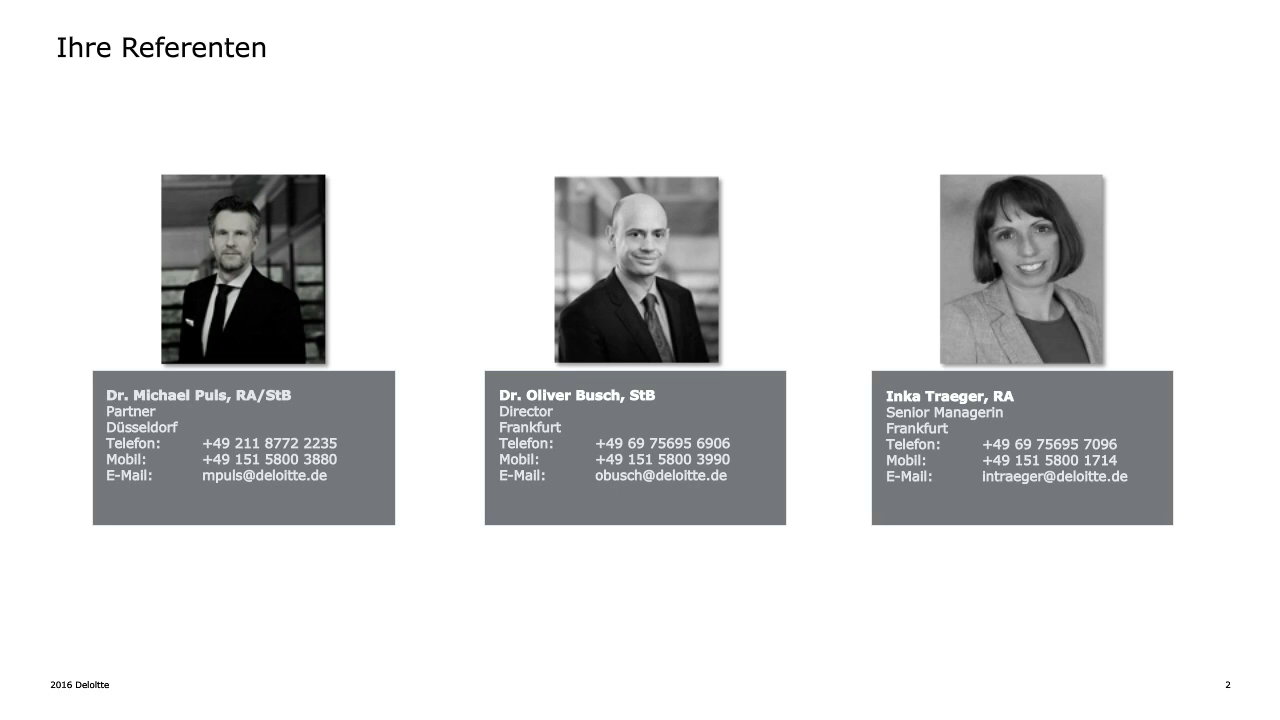 Ihre Referenten
Dr. Michael Puls, RA/StB
Partner
Düsseldorf
Telefon: +49 211 8772 2235
Mobil: +49 151 5800 3880
E-Mail: mpuls@deloitte.de
Dr. Oliver Busch, StB
Director
Frankfurt
Telefon: +49 69 75695 6906
Mobil: +49 151 5800 3990
E-Mail: obusch@deloitte.de
Inka Traeger, RA
Senior Managerin
Frankfurt
Telefon: +49 69 75695 7096
Mobil: +49 151 5800 1714
E-Mail: intraeger@deloitte.de
2016 Deloitte
2